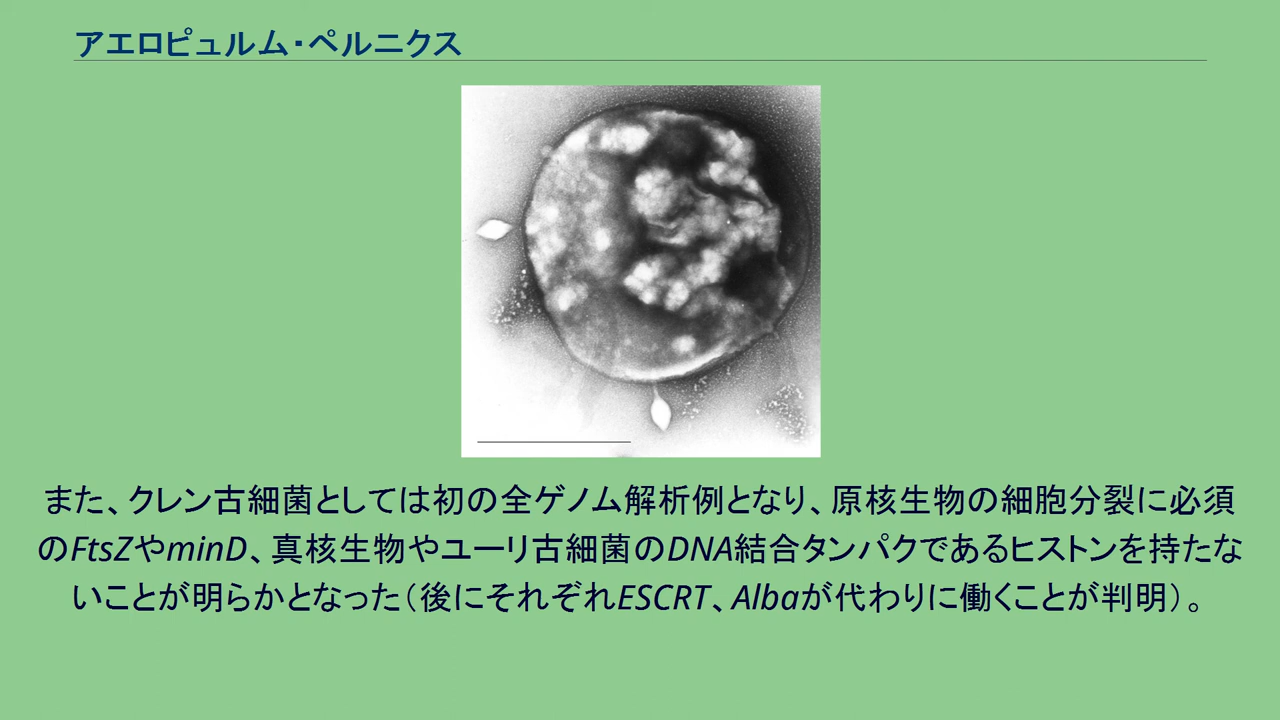 アエロピュルム・ペルニクス
また、クレン古細菌としては初の全ゲノム解析例となり、原核生物の細胞分裂に必須
のFtsZやminD、真核生物やユーリ古細菌のDNA結合タンパクであるヒストンを持たな
いことが明らかとなった（後にそれぞれESCRT、Albaが代わりに働くことが判明）。